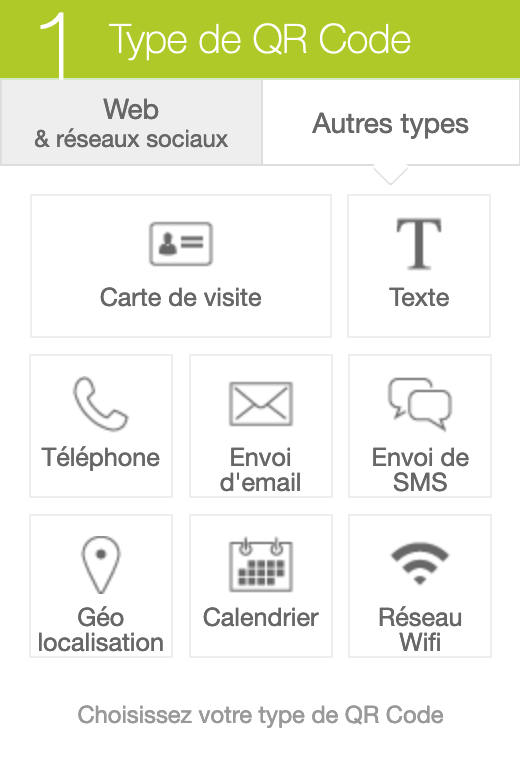 1 Type de QR Code
Web
& réseaux sociaux
Autres types
Carte de visite
T
Texte
Téléphone
Envoi
d'email
Envoi de
SMS
Géo
localisation
Calendrier
Réseau
Wifi
Choisissez votre type de QR Code